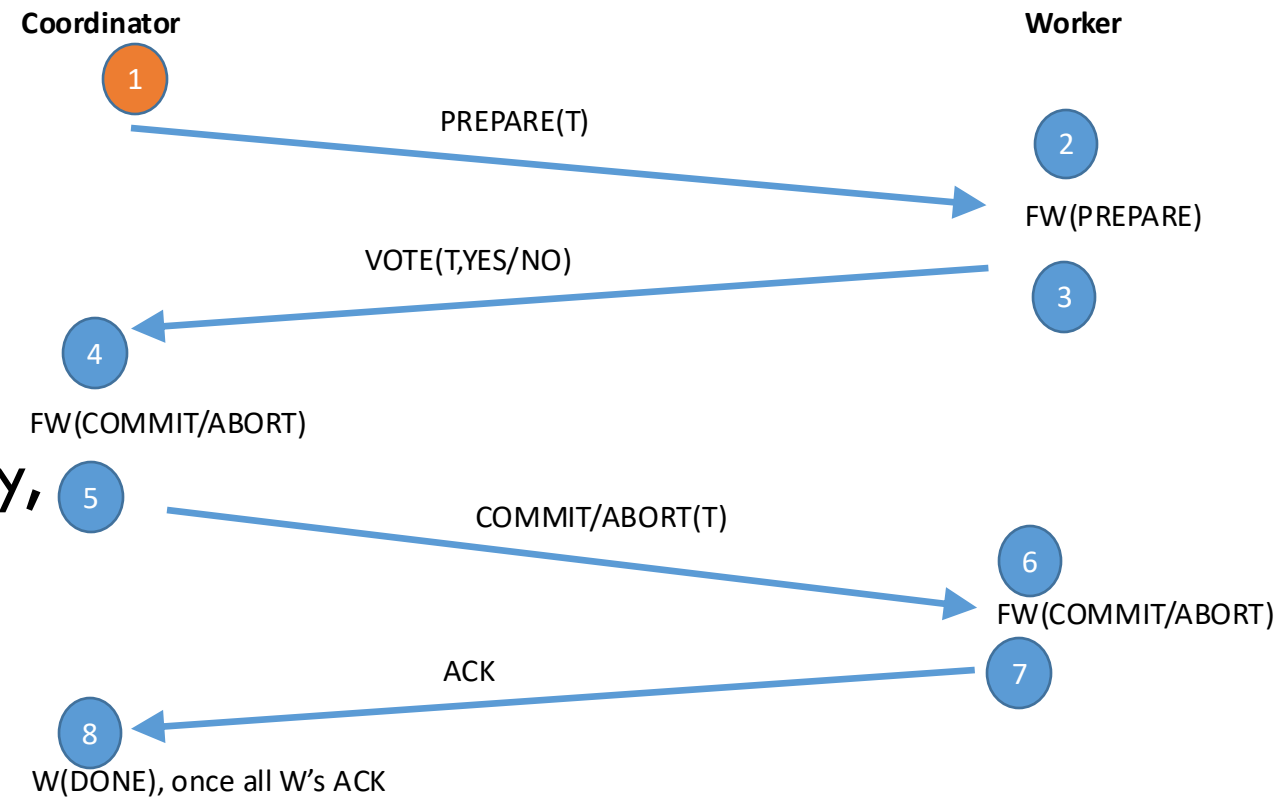 Coordinator
Worker
1
PREPARE(T)
2
FW(PREPARE)
VOTE(T,YES/NO)
3
4
FW(COMMIT/ABORT)
y,
5
COMMIT/ABORT(T)
6
FW(COMMIT/ABORT)
ACK
7
8
W(DONE), once all W's ACK